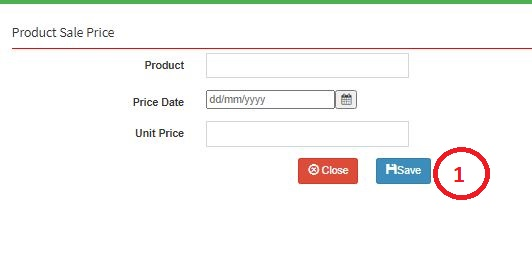 Product Sale Price
Product
Price Date dd/mm/yyyy
Unit Price
Close Save 1